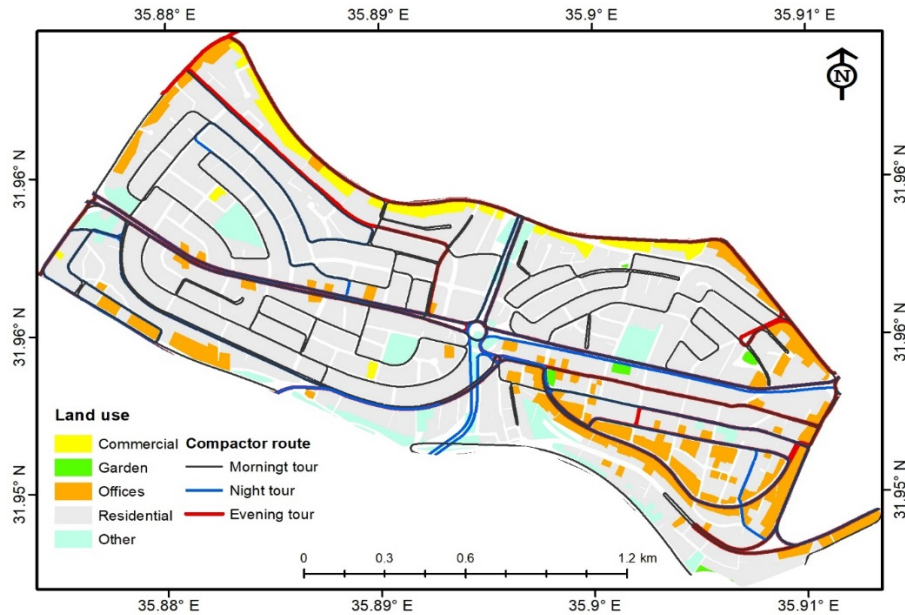 35.88° E 35.89° E 35.9° E 35.91° E
N
31.96° N 31.96° N
31.96° N 31.96° N
Land use
Commercial Compactor route
Garden Morningt tour
Offices Night tour
Residential Evening tour
Other
31.95° N 31.95° N
0 0.3 0.6 1.2 km
35.88° E 35.89° E 35.9° E 35.91° E